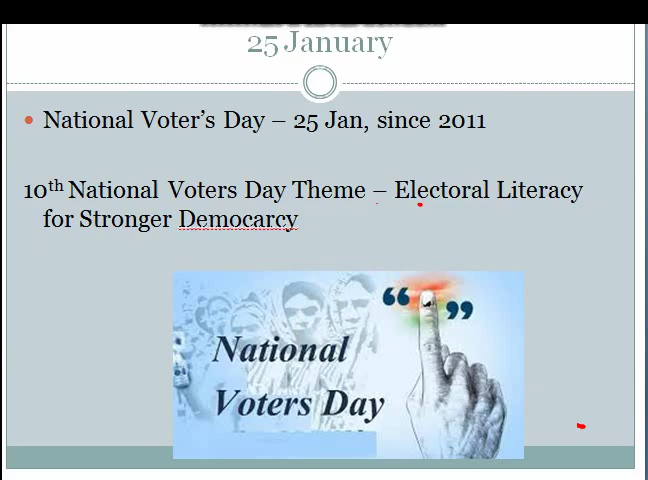 25 January
National Voter's Day – 25 Jan, since 2011
10th National Voters Day Theme – Electoral Literacy
for Stronger Democarcy
National
Voters Day